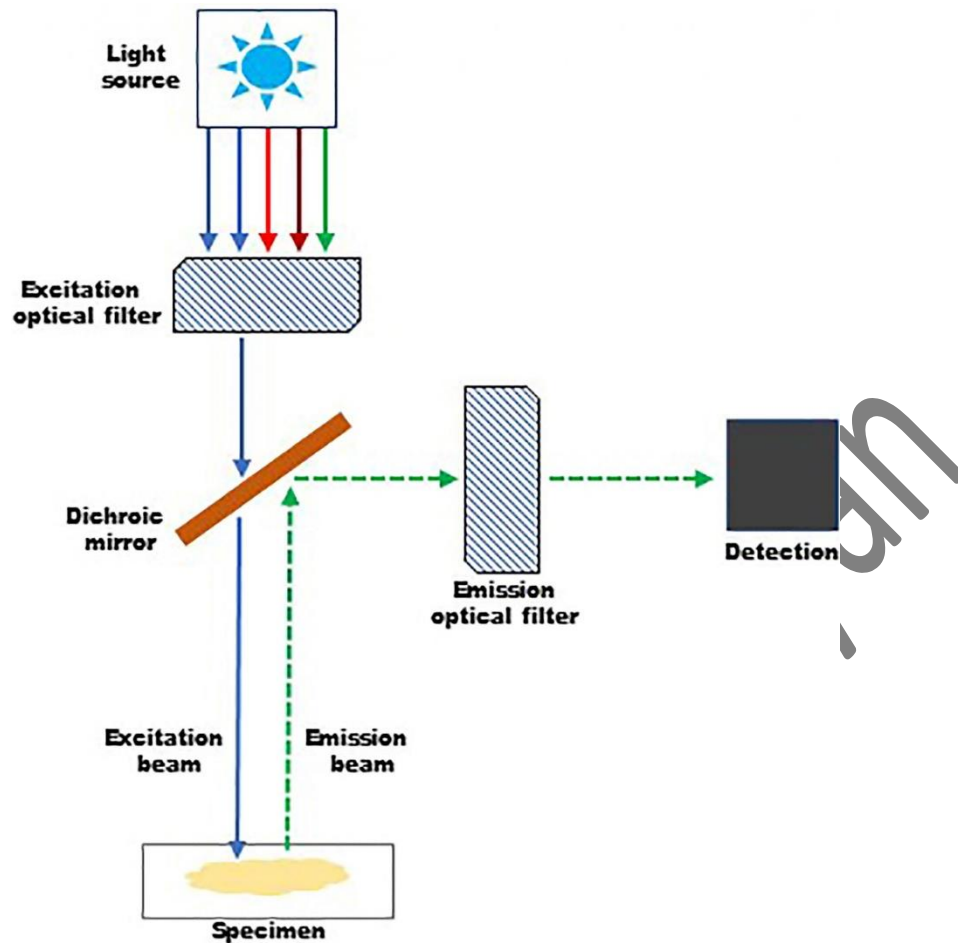 Light
source
Excitation
optical filter
Dichroic
mirror
Emission
optical filter
Detection
Excitation
beam
Emission
beam
Specimen